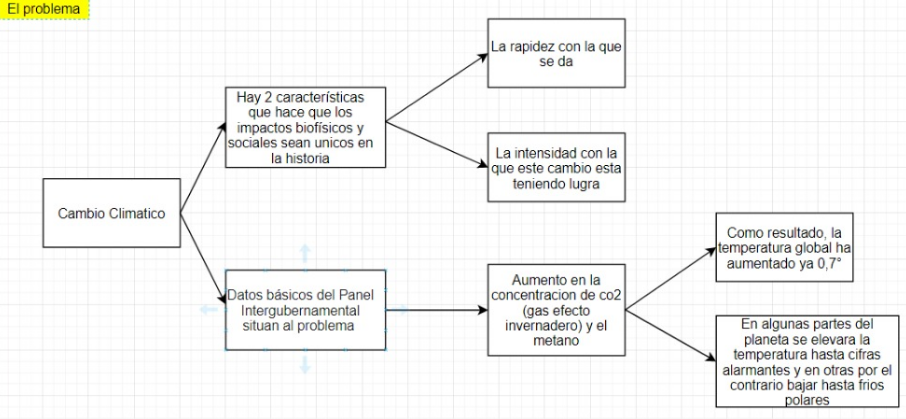 El problema
La rapidez con la que
se da
Hay 2 características
que hace que los
impactos biofísicos y
sociales sean unicos en
la historia
La intensidad con la
que este cambio esta
teniendo lugra
Cambio Climatico
Datos básicos del Panel
Intergubernamental
situan al problema
Aumento en la
concentracion de co2
(gas efecto
invernadero) y el
metano
Como resultado, la
temperatura global ha
aumentado ya 0,7°
En algunas partes del
planeta se elevara la
temperatura hasta cifras
alarmantes y en otras por el
contrario bajar hasta frios
polares